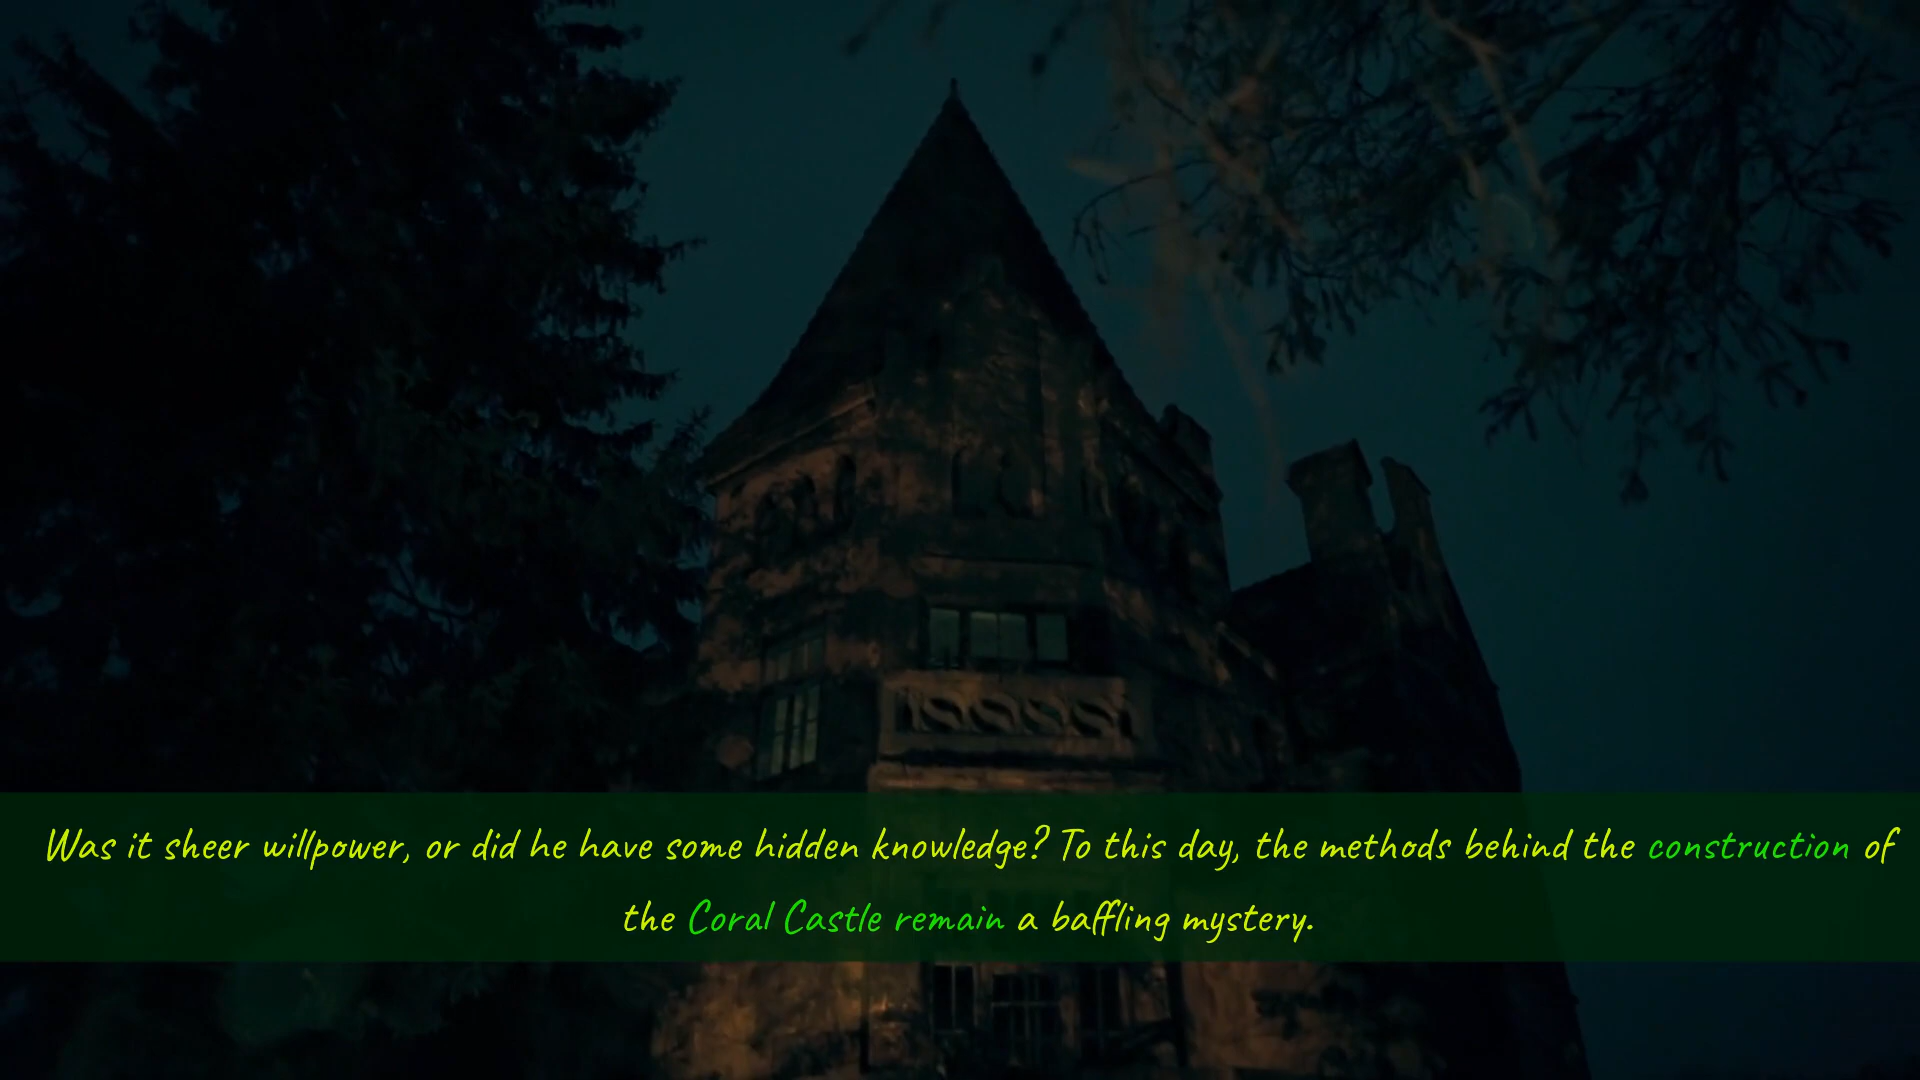 Was it sheer willpower, or did he have some hidden knowledge? To this day, the methods behind the construction of
the Coral Castle remain a baffling mystery.